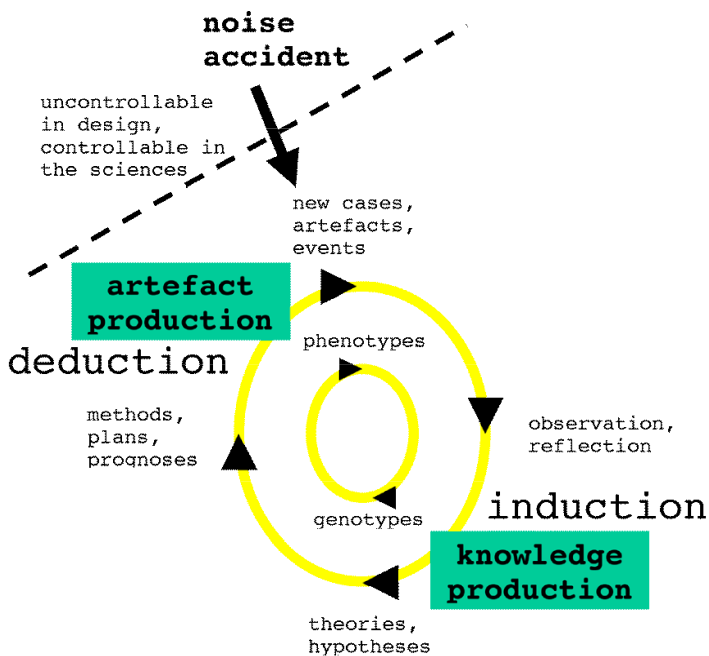 noise
accident
uncontrollable
in design,
controllable in
the sciences
new cases,
artefacts,
events
artefact
production
deduction
phenotypes
methods,
plans,
prognoses
observation,
reflection
induction
genotypes
knowledge
production
theories,
hypotheses